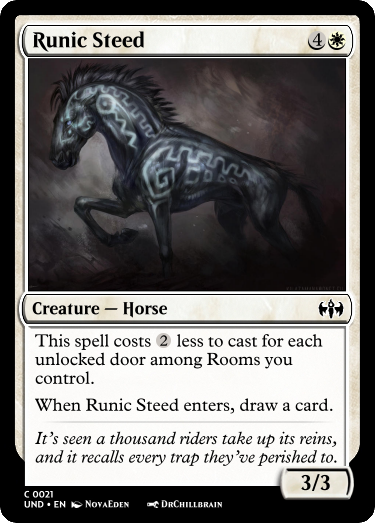 Runic Steed 4
Creature — Horse
This spell costs 2 less to cast for each
unlocked door among Rooms you
control.
When Runic Steed enters, draw a card.
It's seen a thousand riders take up its reins,
and it recalls every trap they've perished to.
3/3
C 0021
UND • EN NovaEden DrChillbrain